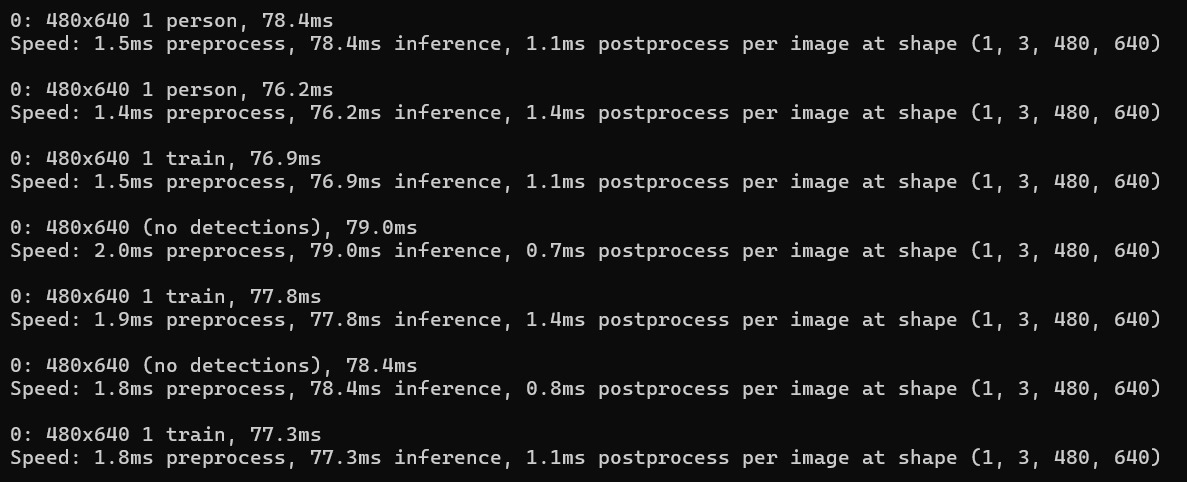 0: 480x640 1 person, 78.4ms
Speed: 1.5ms preprocess, 78.4ms inference, 1.1ms postprocess per image at shape (1, 3, 480, 640)
0: 480x640 1 person, 76.2ms
Speed: 1.4ms preprocess, 76.2ms inference, 1.4ms postprocess per image at shape (1, 3, 480, 640)
0: 480x640 1 train, 76.9ms
Speed: 1.5ms preprocess, 76.9ms inference, 1.1ms postprocess per image at shape (1, 3, 480, 640)
0: 480x640 (no detections), 79.0ms
Speed: 2.0ms preprocess, 79.0ms inference, 0.7ms postprocess per image at shape (1, 3, 480, 640)
0: 480x640 1 train, 77.8ms
Speed: 1.9ms preprocess, 77.8ms inference, 1.4ms postprocess per image at shape (1, 3, 480, 640)
0: 480x640 (no detections), 78.4ms
Speed: 1.8ms preprocess, 78.4ms inference, 0.8ms postprocess per image at shape (1, 3, 480, 640)
0: 480x640 1 train, 77.3ms
Speed: 1.8ms preprocess, 77.3ms inference, 1.1ms postprocess per image at shape (1, 3, 480, 640)